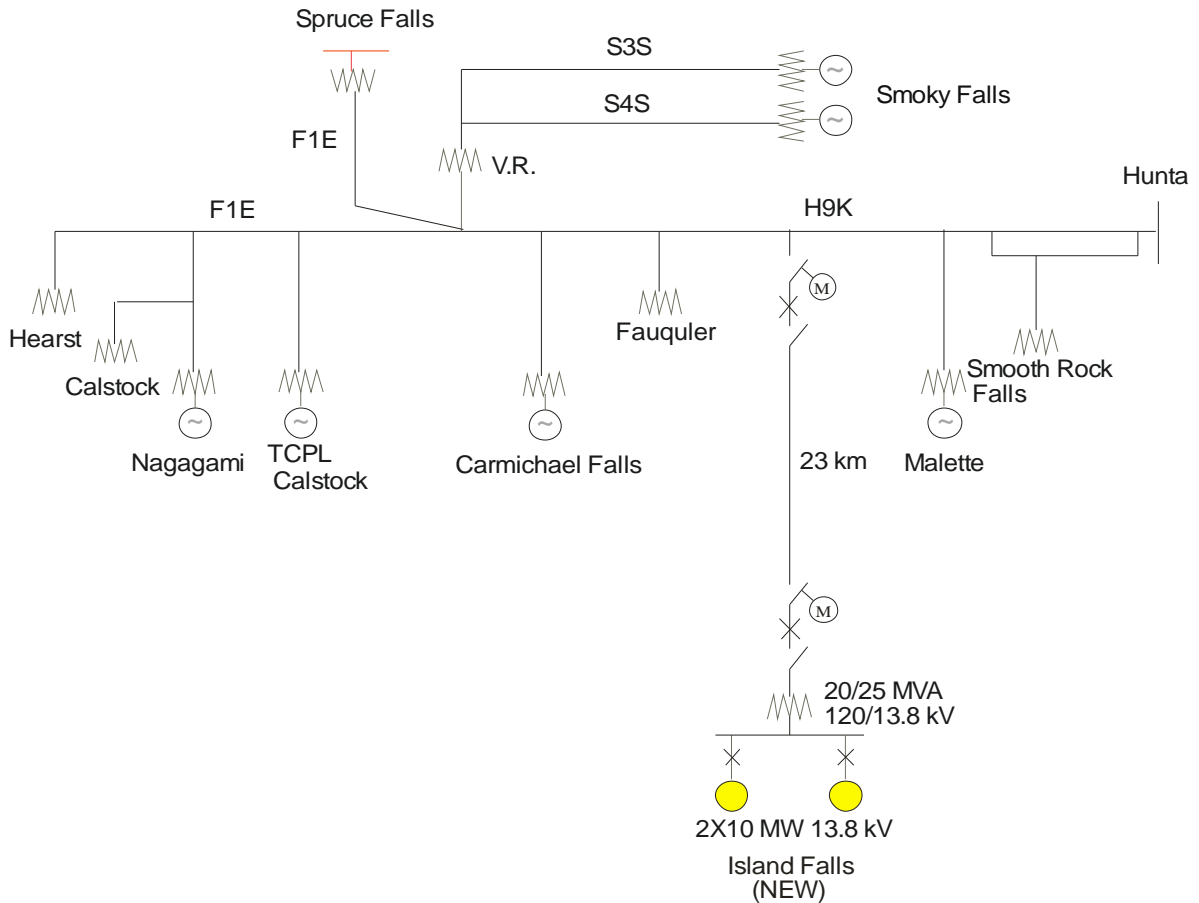 Spruce Falls
S3S
Smoky Falls
S4S
F1E
V.R.
Hunta
F1E
H9K
Hearst
Fauquler
Calstock
Smooth Rock
Falls
Nagagami
TCPL
Calstock
Carmichael Falls
23 km
Malette
M
M
20/25 MVA
120/13.8 kV
2X10 MW 13.8 kV
Island Falls
(NEW)